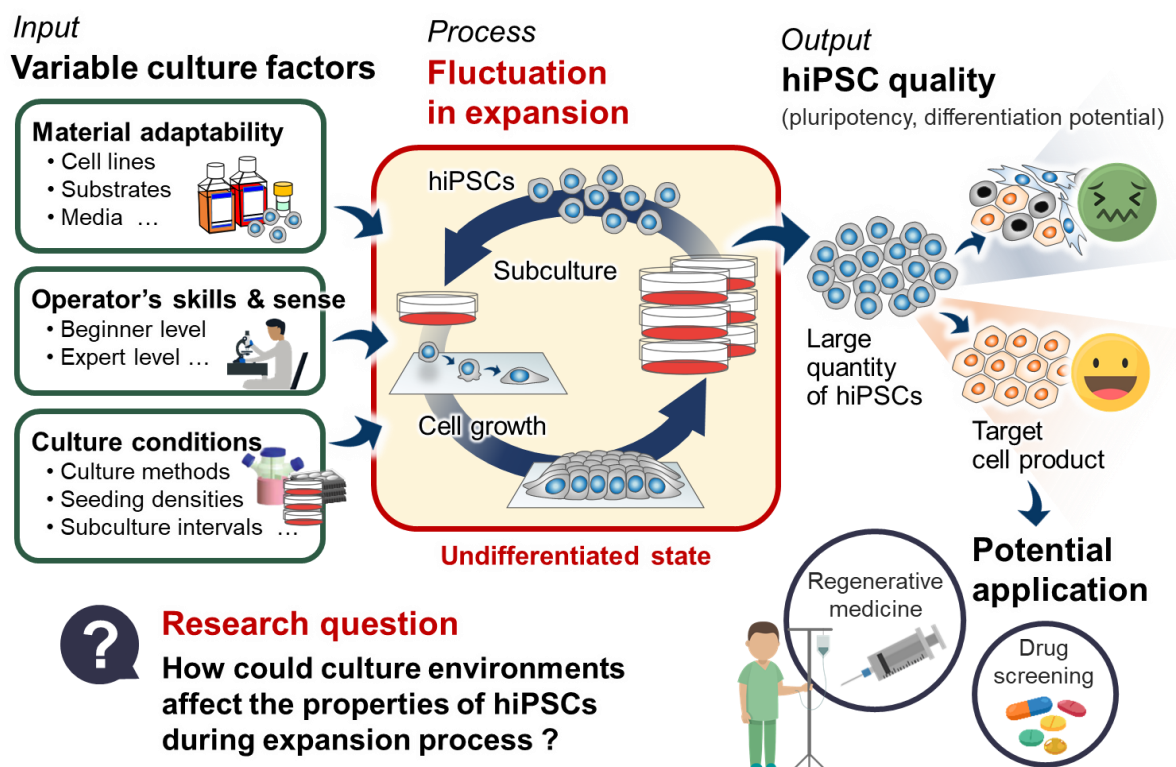 Input
Variable culture factors
Material adaptability
• Cell lines
• Substrates
• Media …
Operator's skills & sense
• Beginner level
• Expert level …
Culture conditions
• Culture methods
• Seeding densities
• Subculture intervals …
Process
Fluctuation
in expansion
hiPSCs
Subculture
Cell growth
Undifferentiated state
Output
hiPSC quality
(pluripotency, differentiation potential)
Large
quantity
of hiPSCs
Target
cell product
Potential
application
Regenerative
medicine
Drug
screening
?
Research question
How could culture environments
affect the properties of hiPSCs
during expansion process ?